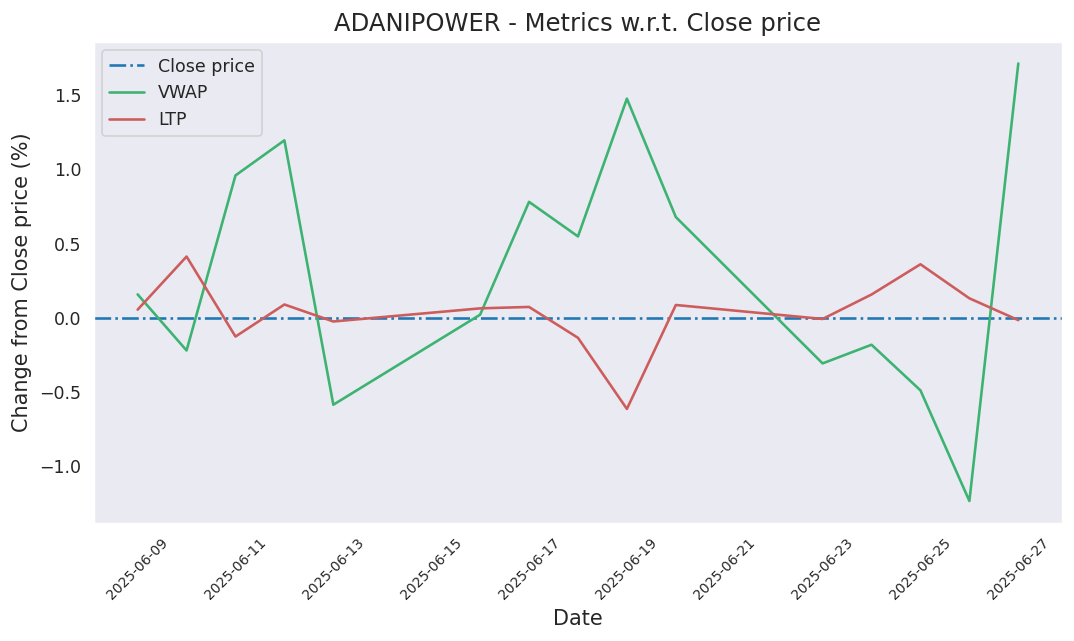 ADANIPOWER - Metrics w.r.t. Close price
Close price
VWAP
LTP
Change from Close price (%)
1.5
1.0
0.5
0.0
−0.5
−1.0
2025-06-09
2025-06-11
2025-06-13
2025-06-15
2025-06-17
2025-06-19
2025-06-21
2025-06-23
2025-06-25
2025-06-27
Date